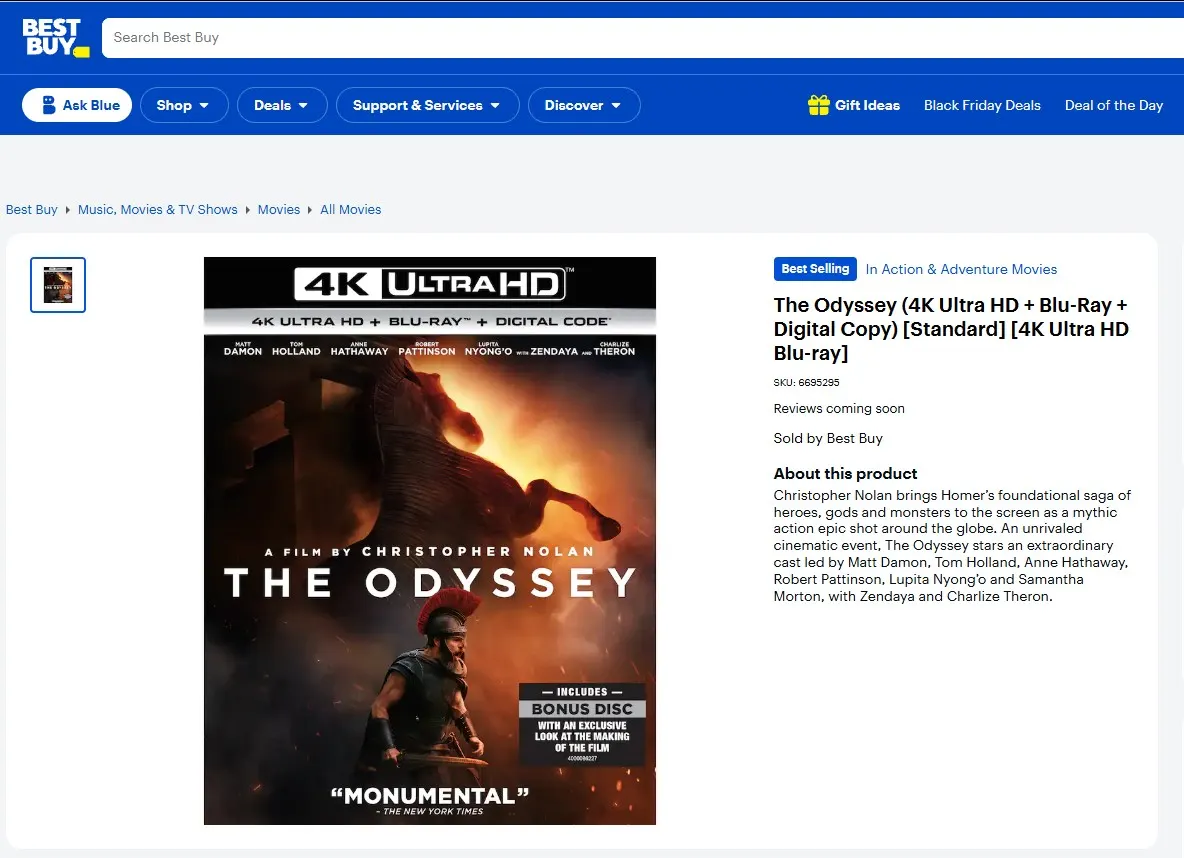 BEST BUY
Search Best Buy
Ask Blue
Shop
Deals
Support & Services
Discover
Gift Ideas
Black Friday Deals
Deal of the Day
Best Buy
Music, Movies & TV Shows
Movies
All Movies
4K ULTRA HD™
4K ULTRA HD + BLU-RAY™ + DIGITAL CODE*
MATT DAMON TOM HOLLAND ANNE HATHAWAY ROBERT PATTINSON LUPITA NYONG'O WITH ZENDAYA AND CHARLIZE THERON
A FILM BY CHRISTOPHER NOLAN
THE ODYSSEY
— INCLUDES —
BONUS DISC
WITH AN EXCLUSIVE
LOOK AT THE MAKING
OF THE FILM
“MONUMENTAL”
- THE NEW YORK TIMES
Best Selling
In Action & Adventure Movies
The Odyssey (4K Ultra HD + Blu-Ray +
Digital Copy) [Standard] [4K Ultra HD
Blu-ray]
SKU: 6695295
Reviews coming soon
Sold by Best Buy
About this product
Christopher Nolan brings Homer’s foundational saga of
heroes, gods and monsters to the screen as a mythic
action epic shot around the globe. An unrivaled
cinematic event, The Odyssey stars an extraordinary
cast led by Matt Damon, Tom Holland, Anne Hathaway,
Robert Pattinson, Lupita Nyong’o and Samantha
Morton, with Zendaya and Charlize Theron.